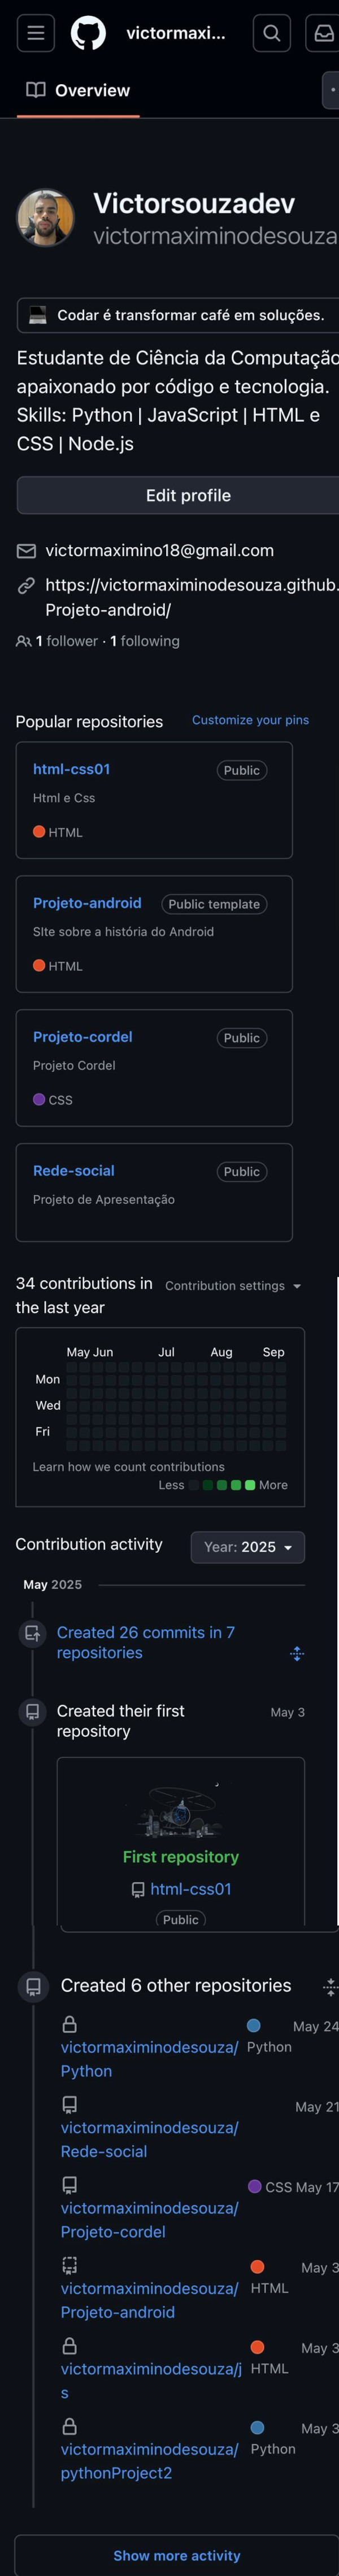 victormaxi...
Overview
Victorsouzadev
victormaximinodesouza
Codar é transformar café em soluções.
Estudante de Ciência da Computação
apaixonado por código e tecnologia.
Skills: Python | JavaScript | HTML e
CSS | Node.js
Edit profile
victormaximino18@gmail.com
https://victormaximinodesouza.github.
Projeto-android/
1 follower · 1 following
Popular repositories Customize your pins
html-css01 Public
Html e Css
HTML
Projeto-android Public template
SIte sobre a história do Android
HTML
Projeto-cordel Public
Projeto Cordel
CSS
Rede-social Public
Projeto de Apresentação
34 contributions in Contribution settings
the last year
May Jun Jul Aug Sep
Mon
Wed
Fri
Learn how we count contributions
Less More
Contribution activity Year: 2025
May 2025
Created 26 commits in 7
repositories
Created their first May 3
repository
First repository
html-css01
Public
Created 6 other repositories
May 24
victormaximinodesouza/ Python
Python
May 21
victormaximinodesouza/
Rede-social
CSS May 17
victormaximinodesouza/
Projeto-cordel
May 3
victormaximinodesouza/ HTML
Projeto-android
May 3
victormaximinodesouza/j HTML
s
May 3
victormaximinodesouza/ Python
pythonProject2
Show more activity